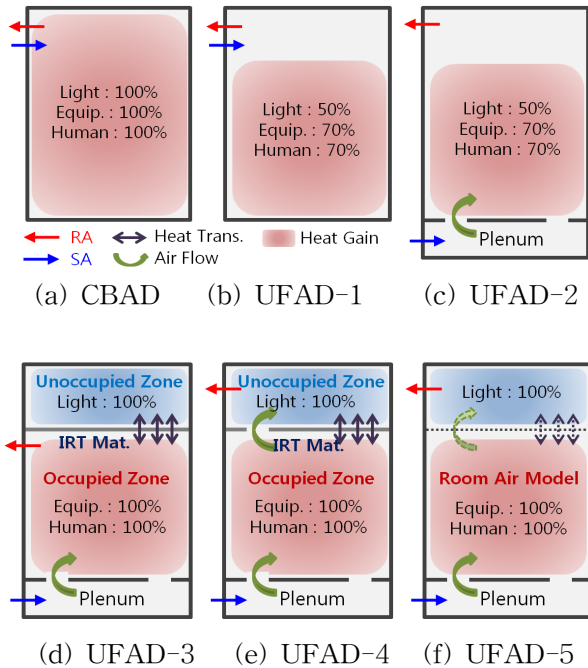 Light : 100%
Equip. : 100%
Human : 100%
Light : 50%
Equip. : 70%
Human : 70%
Light : 50%
Equip. : 70%
Human : 70%
Plenum
RA
SA
Heat Trans.
Air Flow
Heat Gain
(a) CBAD
(b) UFAD-1
(c) UFAD-2
Unoccupied Zone
Light : 100%
IRT Mat.
Occupied Zone
Equip. : 100%
Human : 100%
Plenum
Unoccupied Zone
Light : 100%
IRT Mat.
Occupied Zone
Equip. : 100%
Human : 100%
Plenum
Light : 100%
Room Air Model
Equip. : 100%
Human : 100%
Plenum
(d) UFAD-3
(e) UFAD-4
(f) UFAD-5